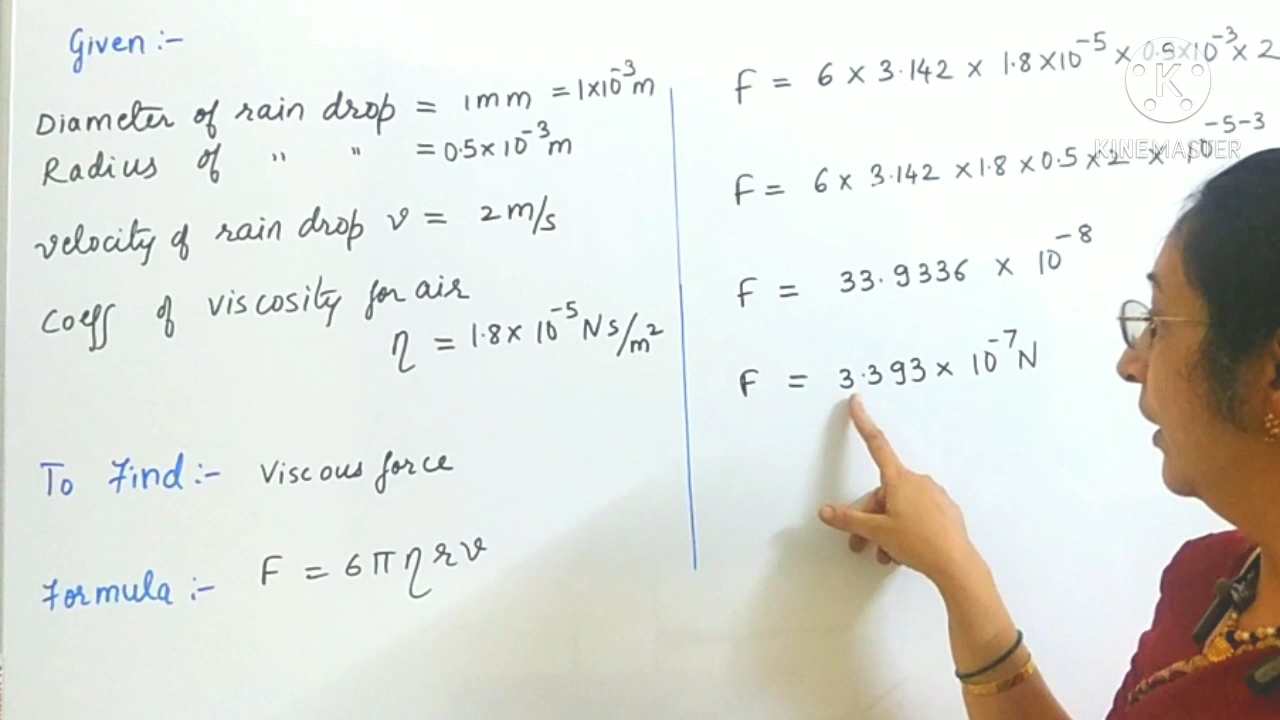 Given :-
Diameter of rain drop = 1mm = 1×10⁻³m
Radius of " " = 0.5×10⁻³m
velocity of rain drop v = 2m/s
Coeff of viscosity for air
η = 1.8×10⁻⁵ Ns/m²
To Find :- Viscous force
Formula :- F = 6πηrv
F = 6 × 3.142 × 1.8×10⁻⁵ × 0.5×10⁻³ × 2
F = 6 × 3.142 × 1.8 × 0.5 × 2 × 10⁻⁵⁻³
F = 33.9336 × 10⁻⁸
F = 3.393 × 10⁻⁷ N
K
KINEMASTER